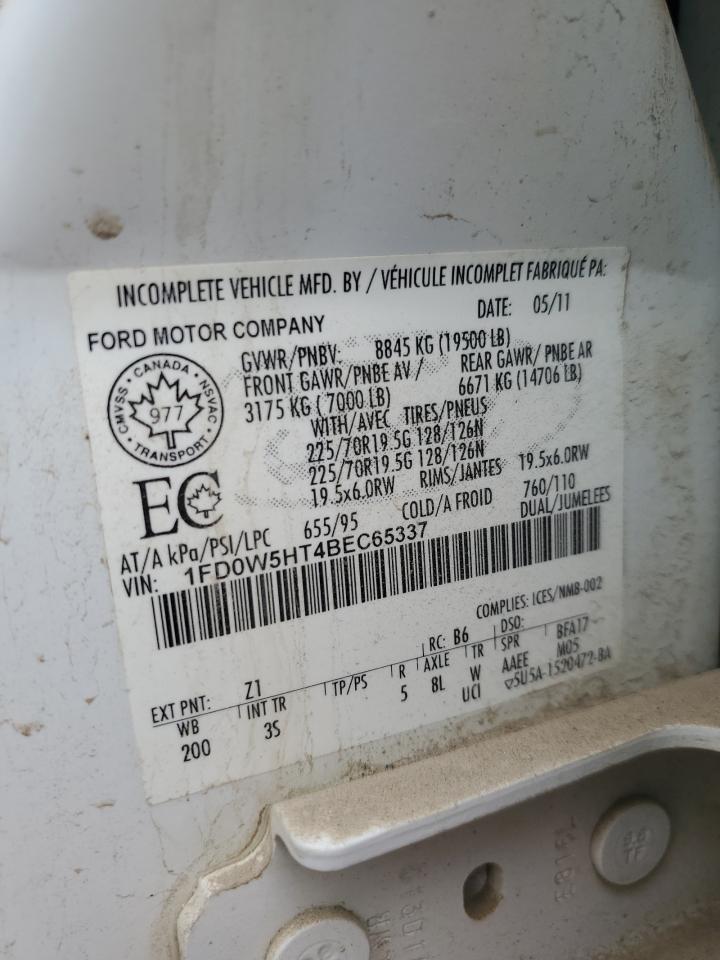 INCOMPLETE VEHICLE MFD. BY / VÉHICULE INCOMPLET FABRIQUÉ PA:
FORD MOTOR COMPANY
DATE: 05/11
GVWR/PNBV: 8845 KG (19500 LB)
FRONT GAWR/PNBE AV / REAR GAWR/ PNBE AR
3175 KG ( 7000 LB) 6671 KG (14706 LB)
WITH/AVEC TIRES/PNEUS
225/70R19.5G 128/126N
225/70R19.5G 128/126N
19.5x6.0RW RIMS/JANTES 19.5x6.0RW
AT/A kPa/PSI/LPC 655/95 COLD/A FROID 760/110
DUAL/JUMELEES
CANADA · NSVAC · TRANSPORT · CMVSS
977
EC
VIN: 1FD0W5HT4BEC65337
COMPLIES: ICES/NMB-002
EXT PNT: Z1 RC: B6 DSO:
WB INT TR TP/PS R AXLE TR SPR BFA17
200 3S 5 8L W AAEE M05
UCI ▽5U5A-1520472-BA